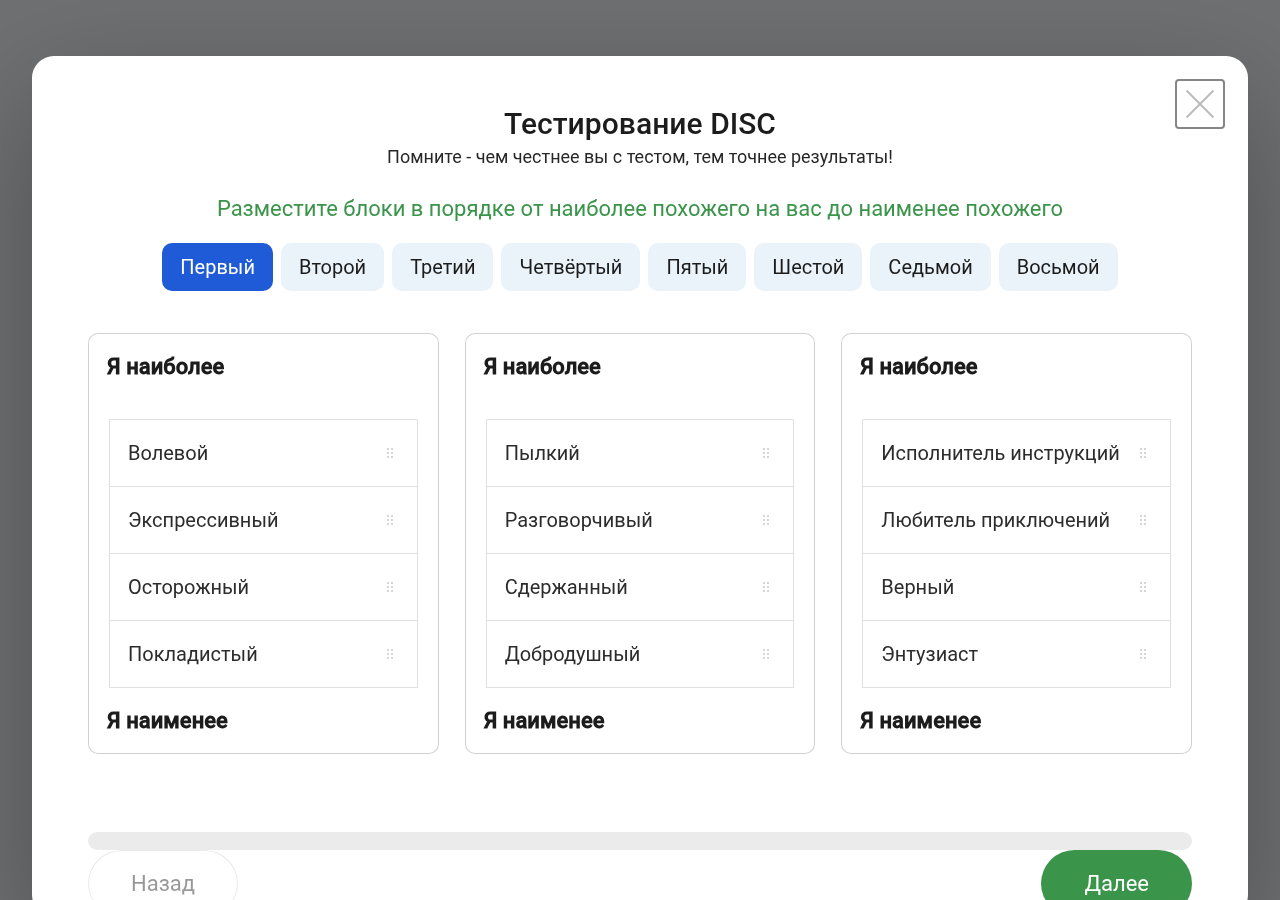 Тестирование DISC
Помните - чем честнее вы с тестом, тем точнее результаты!
Разместите блоки в порядке от наиболее похожего на вас до наименее похожего
Первый Второй Третий Четвёртый Пятый Шестой Седьмой Восьмой
Я наиболее
Волевой
Экспрессивный
Осторожный
Покладистый
Я наименее
Я наиболее
Пылкий
Разговорчивый
Сдержанный
Добродушный
Я наименее
Я наиболее
Исполнитель инструкций
Любитель приключений
Верный
Энтузиаст
Я наименее
Назад
Далее